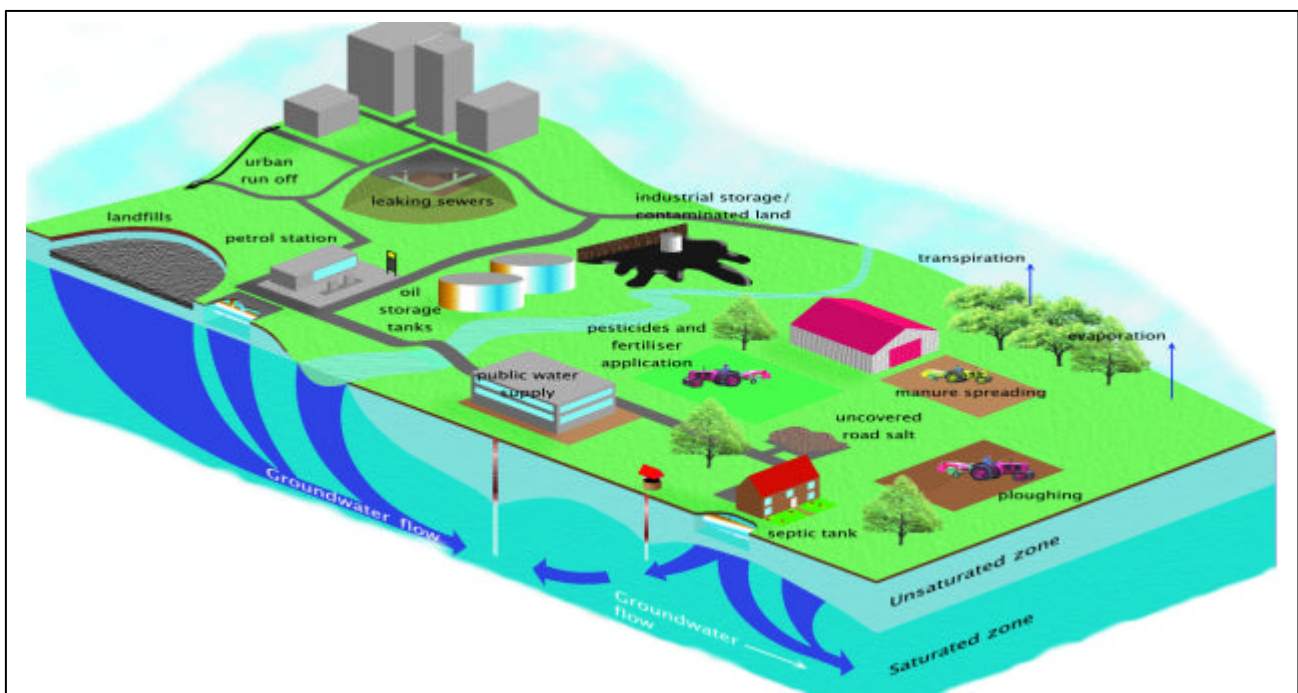 urban
run off
leaking sewers
industrial storage/
contaminated land
landfills
petrol station
transpiration
oil
storage
tanks
pesticides and
fertiliser
application
evaporation
public water
supply
manure spreading
uncovered
road salt
Groundwater flow
ploughing
septic tank
Unsaturated zone
Groundwater
flow
Saturated zone